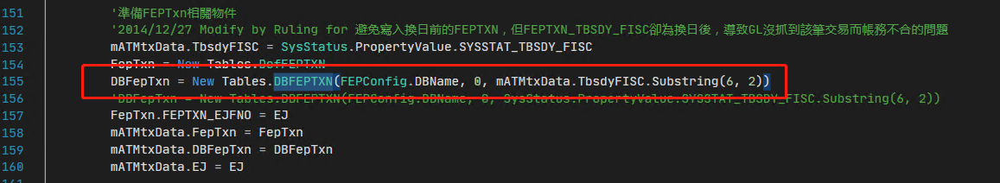 151 '準備FEPTxn相關物件
152 '2014/12/27 Modify by Ruling for 避免寫入換日前的FEPTXN，但FEPTXN_TBSDY_FISC卻為換日後，導致GL沒抓到該筆交易而帳務不合的問題
153 mATMtxData.TbsdyFISC = SysStatus.PropertyValue.SYSSTAT_TBSDY_FISC
154 FepTxn = New Tables.DefFEPTXN
155 DBFepTxn = New Tables.DBFEPTXN(FEPConfig.DBName, 0, mATMtxData.TbsdyFISC.Substring(6, 2))
156 'DBFepTxn = New Tables.DBFEPTXN(FEPConfig.DBName, 0, SysStatus.PropertyValue.SYSSTAT_TBSDY_FISC.Substring(6, 2))
157 FepTxn.FEPTXN_EJFNO = EJ
158 mATMtxData.FepTxn = FepTxn
159 mATMtxData.DBFepTxn = DBFepTxn
160 mATMtxData.EJ = EJ
161